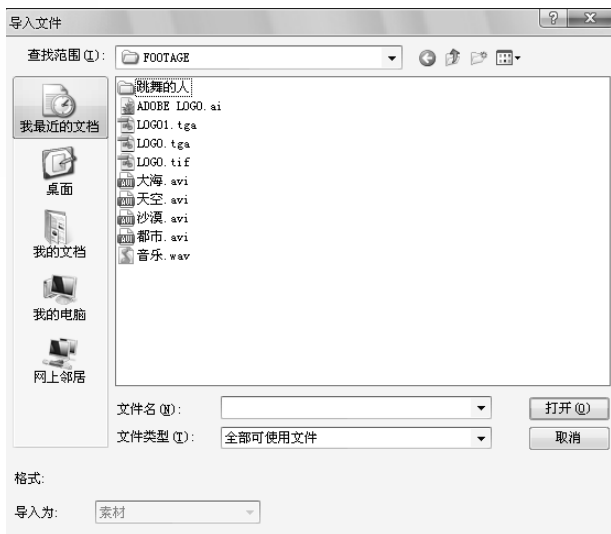 导入文件
查找范围(I):
FOOTAGE
跳舞的人
ADOBE LOGO.ai
LOGO1.tga
LOGO.tga
LOGO.tif
大海.avi
天空.avi
沙漠.avi
都市.avi
音乐.wav
我最近的文档
桌面
我的文档
我的电脑
网上邻居
文件名(N):
打开(O)
文件类型(T):
全部可使用文件
取消
格式:
导入为:
素材